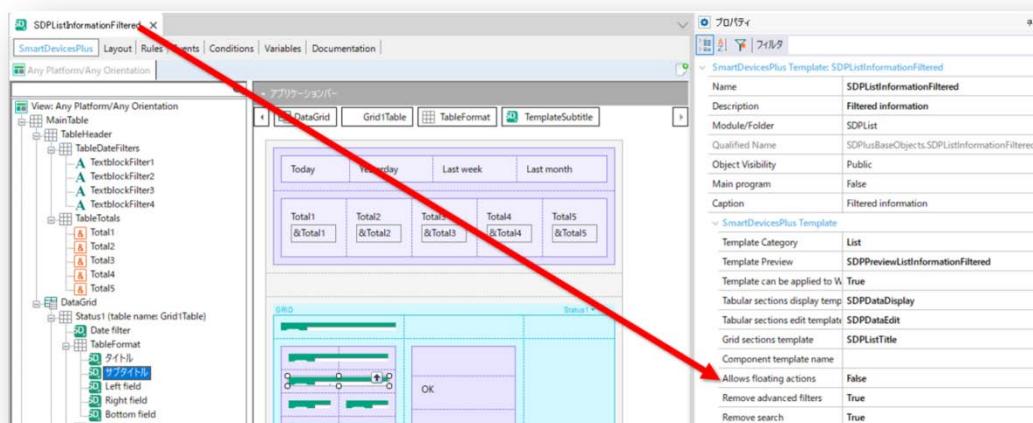 SDPListInformationFiltered
SmartDevicesPlus Layout Rules Events Conditions Variables Documentation
Any Platform/Any Orientation
View: Any Platform/Any Orientation
MainTable
TableHeader
TableDateFilters
TextblockFilter1
TextblockFilter2
TextblockFilter3
TextblockFilter4
TableTotals
Total1
Total2
Total3
Total4
Total5
DataGrid
Status1 (table name: Grid1Table)
Date filter
TableFormat
タイトル
サブタイトル
Left field
Right field
Bottom field
アプリケーションバー
DataGrid Grid1Table TableFormat TemplateSubtitle
Today Yesterday Last week Last month
Total1 Total2 Total3 Total4 Total5
&Total1 &Total2 &Total3 &Total4 &Total5
GRID Status1
OK
プロパティ
フィルタ
SmartDevicesPlus Template: SDPListInformationFiltered
Name SDPListInformationFiltered
Description Filtered information
Module/Folder SDPList
Qualified Name SDPlusBaseObjects.SDPListInformationFiltered
Object Visibility Public
Main program False
Caption Filtered information
SmartDevicesPlus Template
Template Category List
Template Preview SDPPreviewListInformationFiltered
Template can be applied to W True
Tabular sections display temp SDPDataDisplay
Tabular sections edit template SDPDataEdit
Grid sections template SDPListTitle
Component template name
Allows floating actions False
Remove advanced filters True
Remove search True